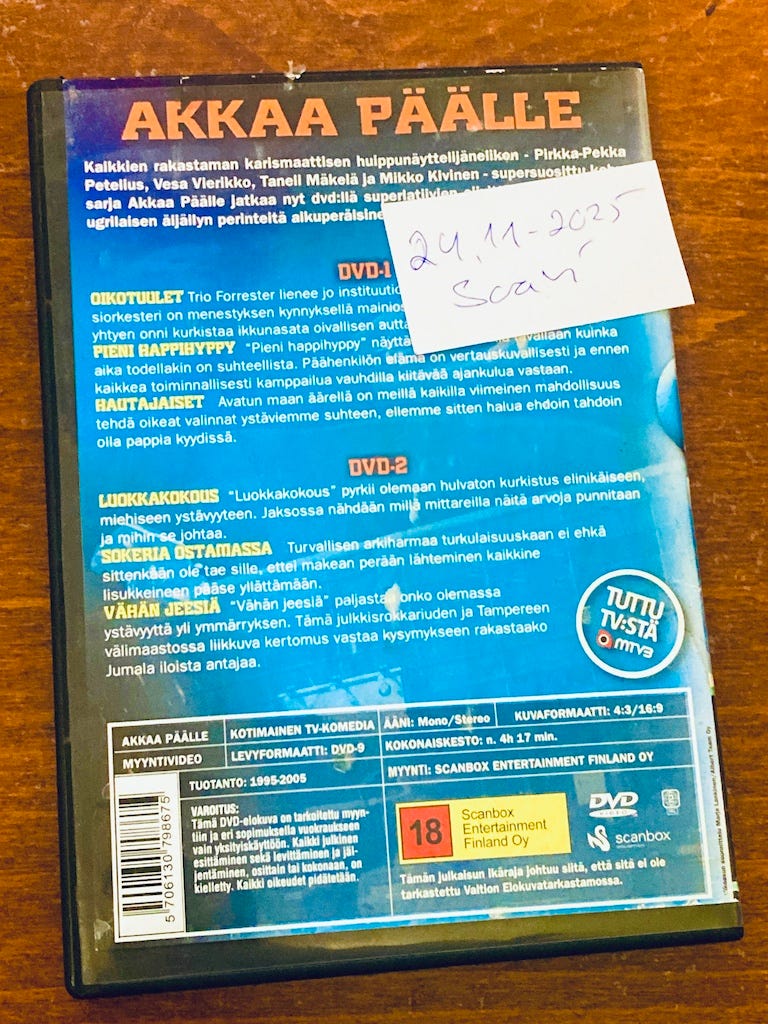 AKKAA PÄÄLLE
Kaikkien rakastaman karismaattisen huippunäyttelijänelikon - Pirkka-Pekka
Petelius, Vesa Vierikko, Taneli Mäkelä ja Mikko Kivinen - supersuosittu
sarja Akkaa Päälle jatkaa nyt dvd:llä superlatiivien
ugrilaisen äljäilyn perinteitä
24.11-2025
DVD-1
OIKOTUULET Trio Forrester lienee jo
siorkesteri on menestyksen kynnyksellä
yhtyen onni kurkistaa ikkunasata oivallisen
PIENI HAPPIHYPPY "Pieni happihyppy" kuinka
aika todellakin on suhteellista. Päähenkilön elämä on vertauskuvallisesti ja ennen
kaikkea toiminnallisesti kamppailua vauhdilla kiitävää ajankulua vastaan.
HAUTAJAISET Avatun maan äärellä on meillä kaikilla viimeinen mahdollisuus
tehdä oikeat valinnat ystäviemme suhteen, ellemme sitten halua ehdoin tahdoin
olla pappia kyydissä.
DVD-2
LUOKKAKOKOUS "Luokkakokous" pyrkii olemaan hulvaton kurkistus elinikäiseen,
miehiseen ystävyyteen. Jaksossa nähdään millä mittareilla näitä arvoja punnitaan
ja mihin se johtaa.
SOKERIA OSTAMASSA Turvallisen arkiharmaa turkulaisuuskaan ei ehkä
sittenkään ole tae sille, ettei makean perään lähteminen kaikkine
lisukkeineen pääse yllättämään.
VÄHÄN JEESIÄ "Vähän jeesiä" paljastaa onko olemassa
ystävyyttä yli ymmärryksen. Tämä julkkisrokkariuden ja Tampereen
välimaastossa liikkuva kertomus vastaa kysymykseen rakastaako
Jumala iloista antajaa.
TUTTU
TV:STÄ
mtv3
AKKAA PÄÄLLE KOTIMAINEN TV-KOMEDIA ÄÄNI: Mono/Stereo KUVAFORMAATTI: 4:3/16:9
MYYNTIVIDEO LEVYFORMAATTI: DVD-9 KOKONAISKESTO: n. 4h 17 min.
TUOTANTO: 1995-2005 MYYNTI: SCANBOX ENTERTAINMENT FINLAND OY
VAROITUS:
Tämä DVD-elokuva on tarkoitettu myyn-
tiin ja eri sopimuksella vuokraukseen
vain yksityiskäyttöön. Kaikki julkinen
esittäminen sekä levittäminen ja jäl-
jentäminen, osittain tai kokonaan, on
kielletty. Kaikki oikeudet pidätetään.
5 706130 798675
18
Scanbox
Entertainment
Finland Oy
DVD
VIDEO
scanbox
Tämän julkaisun ikäraja johtuu siitä, että sitä ei ole
tarkastettu Valtion Elokuvatarkastamossa.